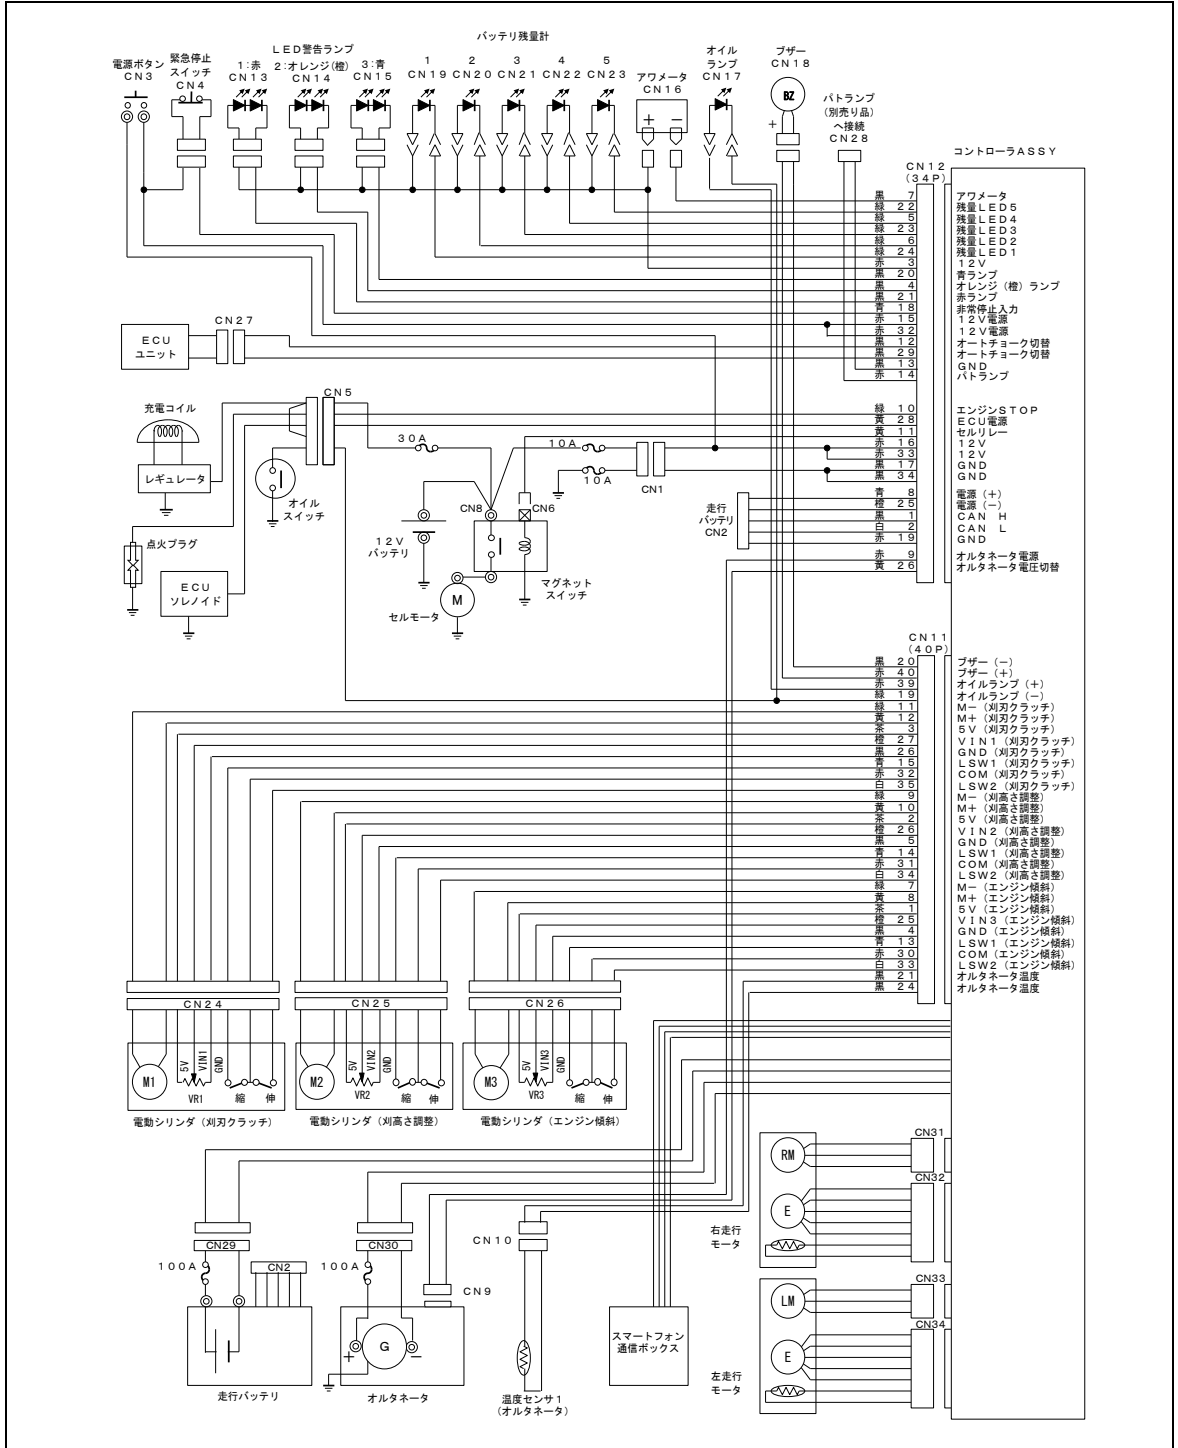 電源ボタン
CN3
緊急停止
スイッチ
CN4
LED警告ランプ
1:赤
CN13
2:オレンジ(橙)
CN14
3:青
CN15
バッテリ残量計
1
CN19
2
CN20
3
CN21
4
CN22
5
CN23
アワメータ
CN16
+
−
オイル
ランプ
CN17
ブザー
CN18
BZ
+
パトランプ
(別売り品)
へ接続
CN28
コントローラASSY
CN12
(34P)
黒 7 アワメータ
緑 22 残量LED5
緑 5 残量LED4
緑 23 残量LED3
緑 6 残量LED2
緑 24 残量LED1
赤 3 12V
黒 20 青ランプ
黒 4 オレンジ(橙)ランプ
黒 21 赤ランプ
青 18 非常停止入力
赤 15 12V電源
赤 32 12V電源
黒 12 オートチョーク切替
黒 29 オートチョーク切替
黒 13 GND
赤 14 パトランプ
ECU
ユニット
CN27
緑 10 エンジンSTOP
黄 28 ECU電源
黄 11 セルリレー
赤 16 12V
赤 33 12V
黒 17 GND
黒 34 GND
青 8 電源(+)
橙 25 電源(−)
黒 1 CAN H
白 2 CAN L
赤 19 GND
赤 9 オルタネータ電源
黄 26 オルタネータ電圧切替
充電コイル
レギュレータ
CN5
オイル
スイッチ
30A
10A
10A
CN1
走行
バッテリ
CN2
CN8
CN6
12V
バッテリ
マグネット
スイッチ
M
セルモータ
点火プラグ
ECU
ソレノイド
CN11
(40P)
黒 20 ブザー(−)
赤 40 ブザー(+)
赤 39 オイルランプ(+)
緑 19 オイルランプ(−)
緑 11 M−(刈刃クラッチ)
黄 12 M+(刈刃クラッチ)
茶 3 5V(刈刃クラッチ)
橙 27 VIN1(刈刃クラッチ)
黒 26 GND(刈刃クラッチ)
青 15 LSW1(刈刃クラッチ)
赤 32 COM(刈刃クラッチ)
白 35 LSW2(刈刃クラッチ)
緑 9 M−(刈高さ調整)
黄 10 M+(刈高さ調整)
茶 2 5V(刈高さ調整)
橙 26 VIN2(刈高さ調整)
黒 5 GND(刈高さ調整)
青 14 LSW1(刈高さ調整)
赤 31 COM(刈高さ調整)
白 34 LSW2(刈高さ調整)
緑 7 M−(エンジン傾斜)
黄 8 M+(エンジン傾斜)
茶 1 5V(エンジン傾斜)
橙 25 VIN3(エンジン傾斜)
黒 4 GND(エンジン傾斜)
青 13 LSW1(エンジン傾斜)
赤 30 COM(エンジン傾斜)
白 33 LSW2(エンジン傾斜)
黒 21 オルタネータ温度
黒 24 オルタネータ温度
CN24
CN25
CN26
M1
5V
VIN1
GND
VR1
縮
伸
M2
5V
VIN2
GND
VR2
縮
伸
M3
5V
VIN3
GND
VR3
縮
伸
電動シリンダ(刈刃クラッチ)
電動シリンダ(刈高さ調整)
電動シリンダ(エンジン傾斜)
CN31
RM
CN32
E
右走行
モータ
CN33
LM
CN34
E
左走行
モータ
CN29
100A
CN2
走行バッテリ
CN30
100A
CN9
+
G
−
オルタネータ
CN10
温度センサ1
(オルタネータ)
スマートフォン
通信ボックス